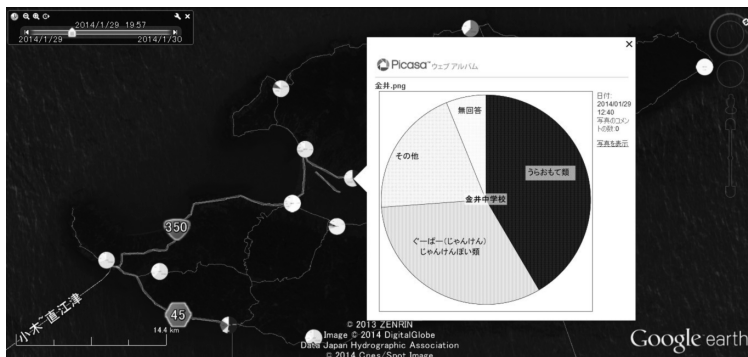 2014/1/29 19:57
2014/1/29
2014/1/30
350
45
小木~直江津
14.4 km
Picasa™ ウェブ アルバム
金井.png
無回答
その他
うらおもて類
金井中学校
ぐーぱー(じゃんけん)
じゃんけんぽい類
日付:
2014/01/29
12:40
写真のコメン
トの数 0
写真を表示
© 2013 ZENRIN
Image © 2014 DigitalGlobe
Data Japan Hydrographic Association
© 2014 Cnes/Spot Image
Google earth